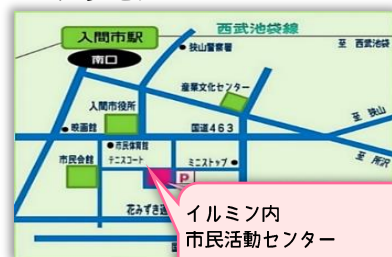 西武池袋線
入間市駅
南口
狭山警察署
至 西武池袋
産業文化センター
入間市役所
至 狭山
映画館
国道463
市民体育館
至 所沢
市民会館
テニスコート
ミニストップ
P
花みずき通
イルミン内
市民活動センター
国